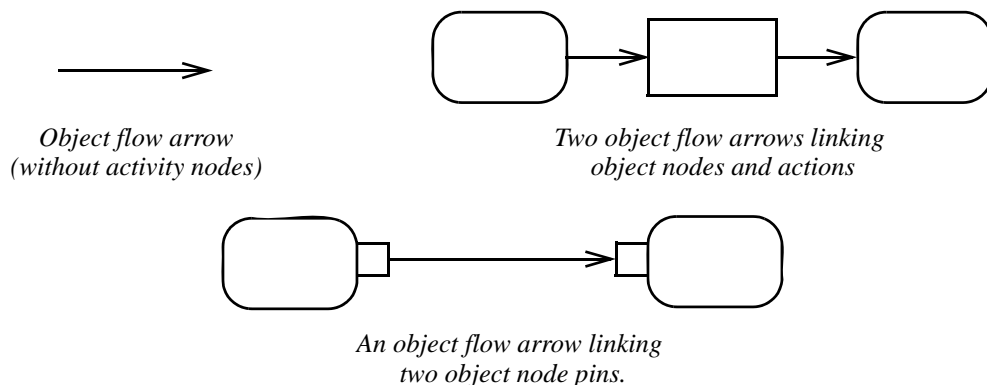 Object flow arrow
(without activity nodes)
Two object flow arrows linking
object nodes and actions
An object flow arrow linking
two object node pins.